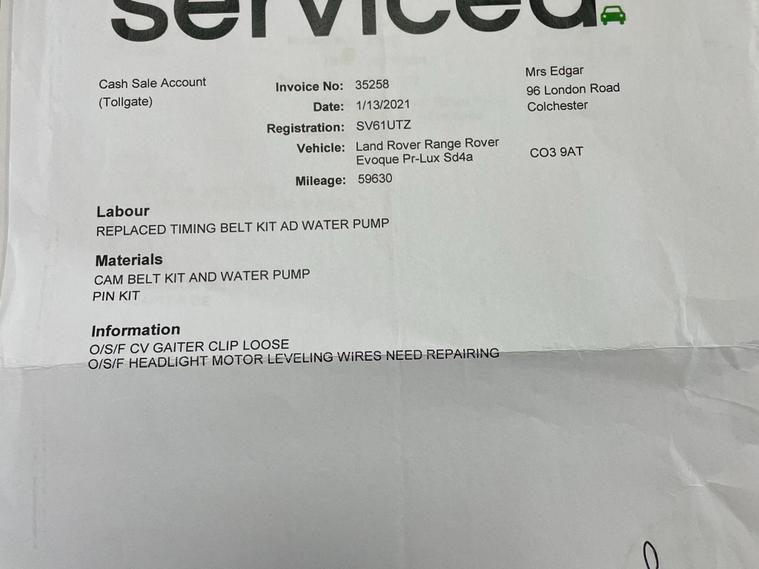 serviced.
Cash Sale Account
(Tollgate)
Invoice No: 35258
Date: 1/13/2021
Registration: SV61UTZ
Vehicle: Land Rover Range Rover
Evoque Pr-Lux Sd4a
Mileage: 59630
Mrs Edgar
96 London Road
Colchester
CO3 9AT
Labour
REPLACED TIMING BELT KIT AD WATER PUMP
Materials
CAM BELT KIT AND WATER PUMP
PIN KIT
Information
O/S/F CV GAITER CLIP LOOSE
O/S/F HEADLIGHT MOTOR LEVELING WIRES NEED REPAIRING